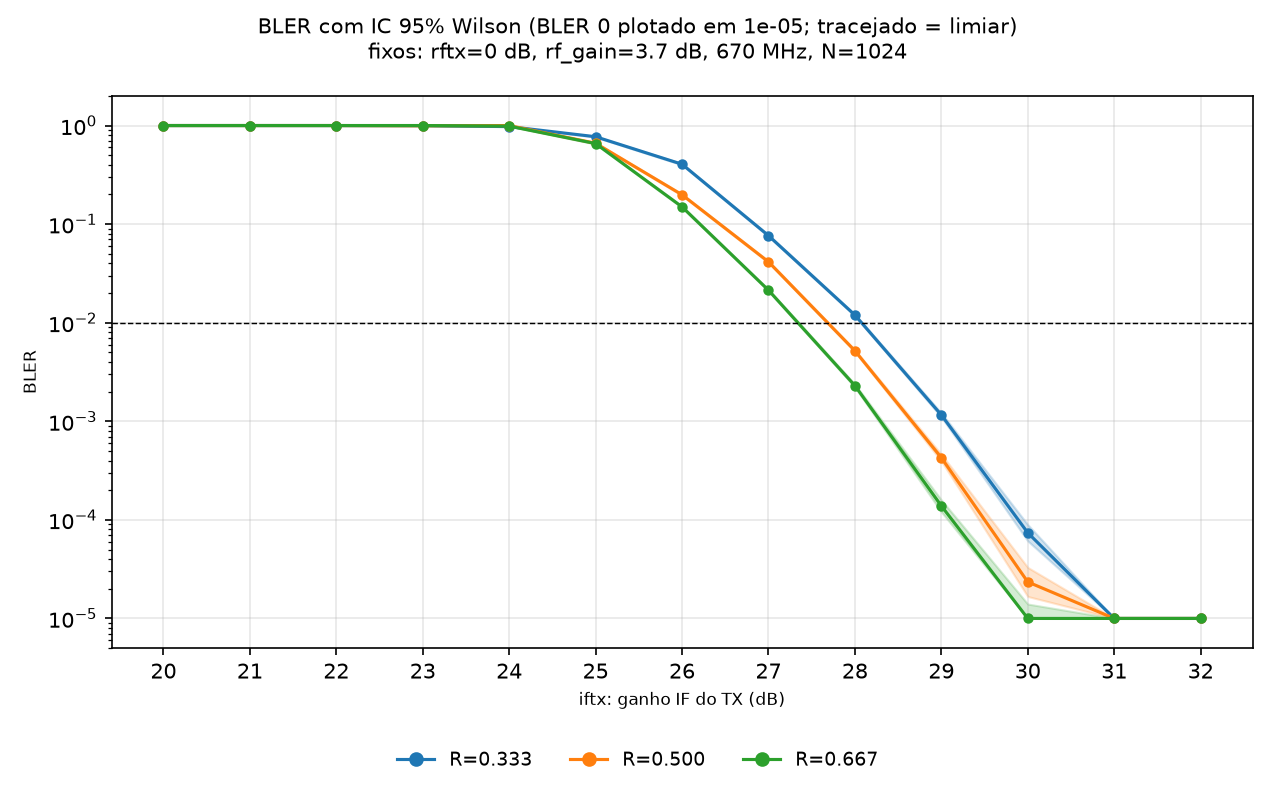 BLER com IC 95% Wilson (BLER 0 plotado em 1e-05; tracejado = limiar)
fixos: rftx=0 dB, rf_gain=3.7 dB, 670 MHz, N=1024
BLER
10⁰
10⁻¹
10⁻²
10⁻³
10⁻⁴
10⁻⁵
20 21 22 23 24 25 26 27 28 29 30 31 32
iftx: ganho IF do TX (dB)
R=0.333 R=0.500 R=0.667